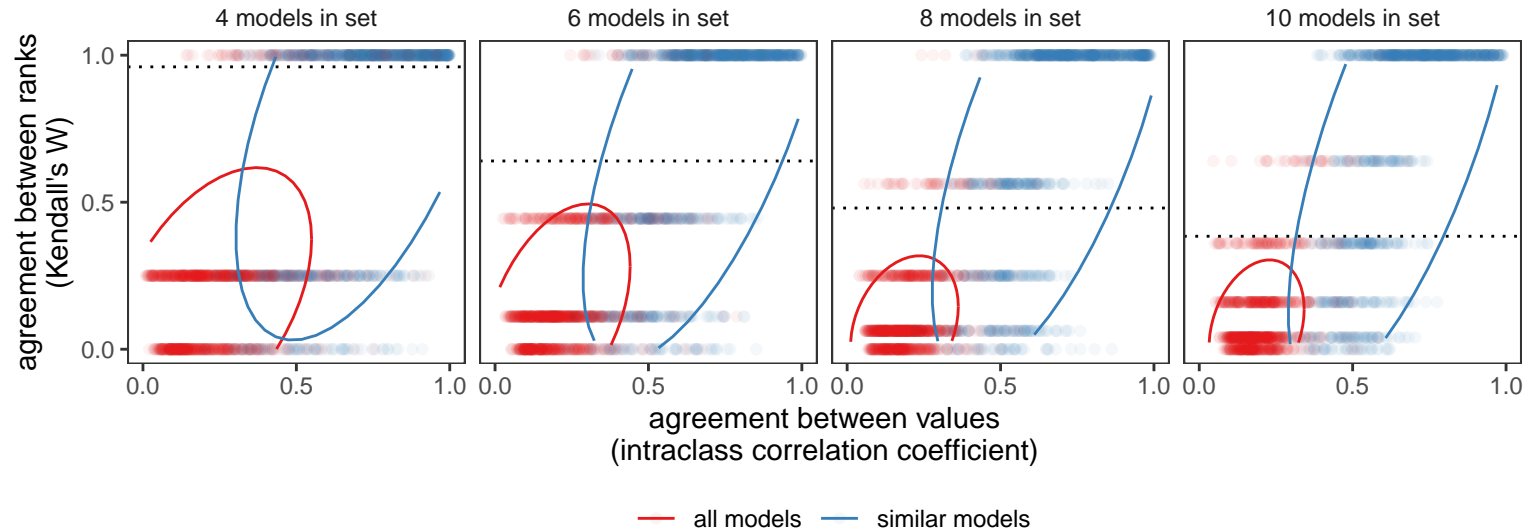 4 models in set
6 models in set
8 models in set
10 models in set
agreement between ranks
(Kendall's W)
1.0
0.5
0.0
0.0 0.5 1.0
0.0 0.5 1.0
0.0 0.5 1.0
0.0 0.5 1.0
agreement between values
(intraclass correlation coefficient)
all models
similar models